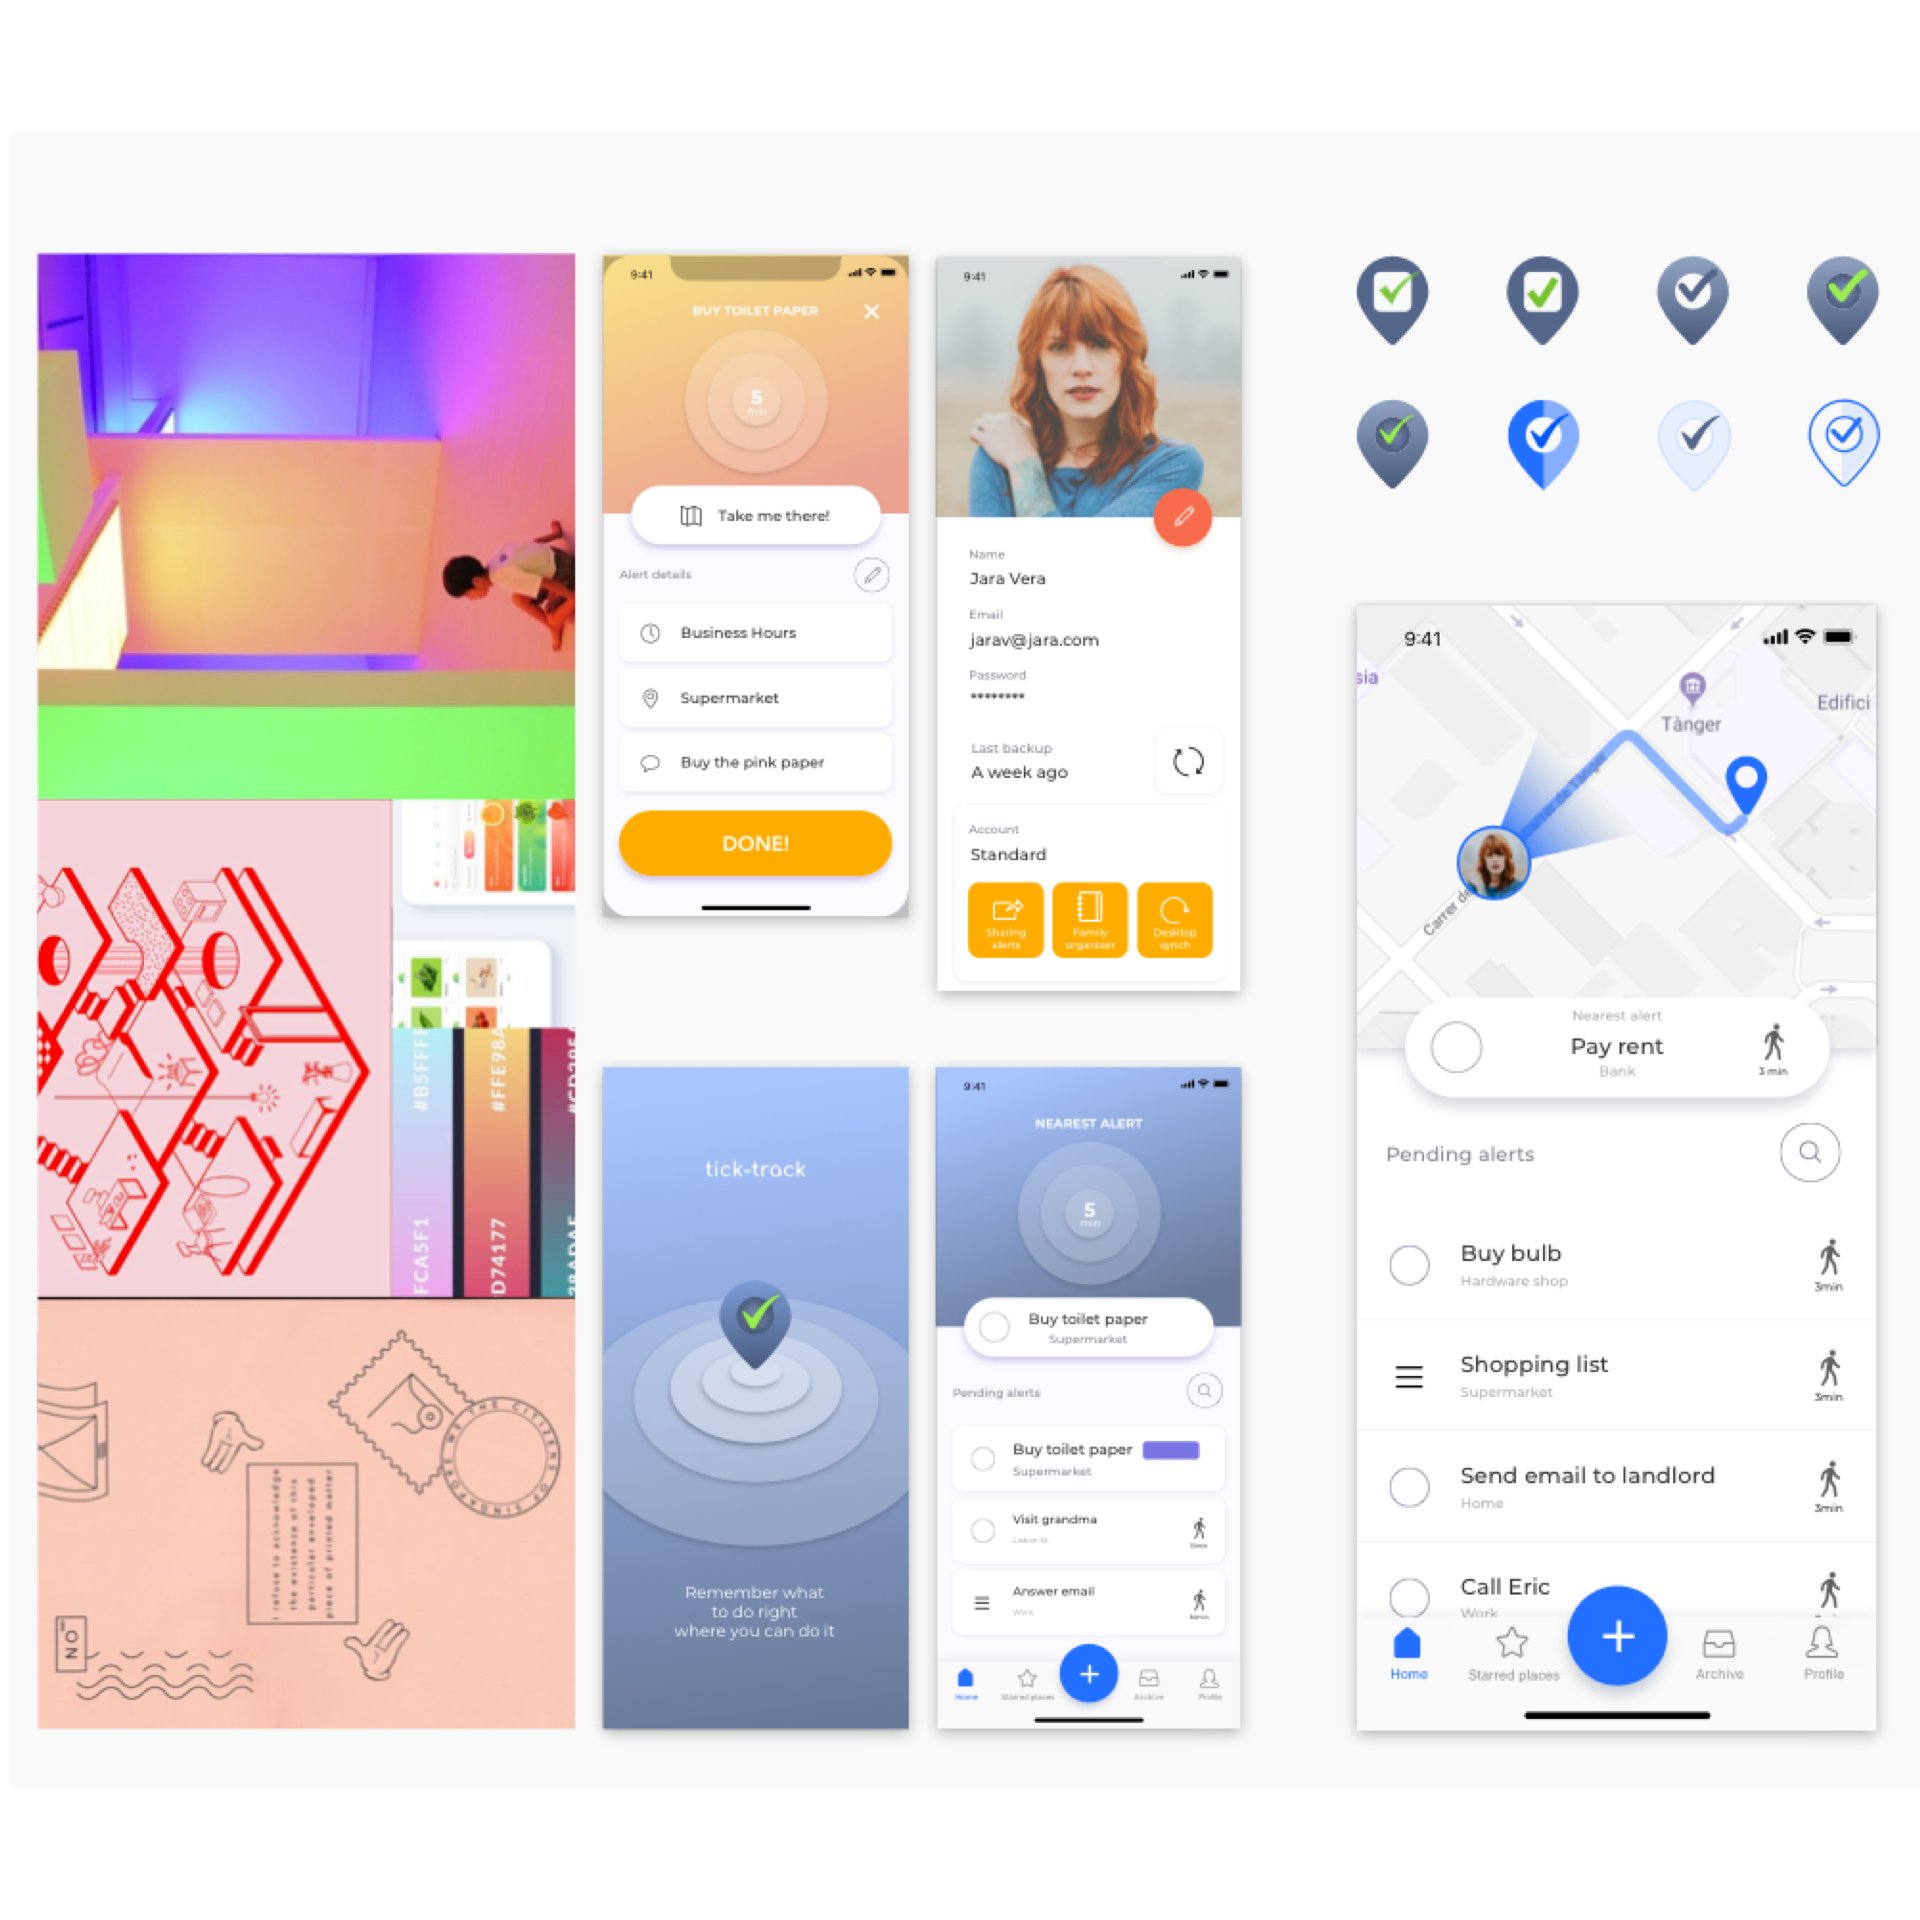 #B5FFFF
FCA5F1
#FFE98A
D74177
WE THE CITIZENS OF SINGAPORE
I refuse to acknowledge
the existence of this
particular enveloped
piece of printed matter
NO
9:41
BUY TOILET PAPER
5
min
Take me there!
Alert details
Business Hours
Supermarket
Buy the pink paper
DONE!
9:41
Name
Jara Vera
Email
jarav@jara.com
Password
********
Last backup
A week ago
Account
Standard
Sharing
alerts
Family
organizer
Desktop
synch
tick-track
Remember what
to do right
where you can do it
9:41
NEAREST ALERT
5
min
Buy toilet paper
Supermarket
Pending alerts
Buy toilet paper
Supermarket
Visit grandma
Lisbon St.
Answer email
Work
Home
Starred places
Archive
Profile
9:41
sia
Tànger
Edifici
Carrer de Tànger
Carrer de
Nearest alert
Pay rent
Bank
3 min
Pending alerts
Buy bulb
Hardware shop
3min
Shopping list
Supermarket
3min
Send email to landlord
Home
3min
Call Eric
Work
Home
Starred places
Archive
Profile